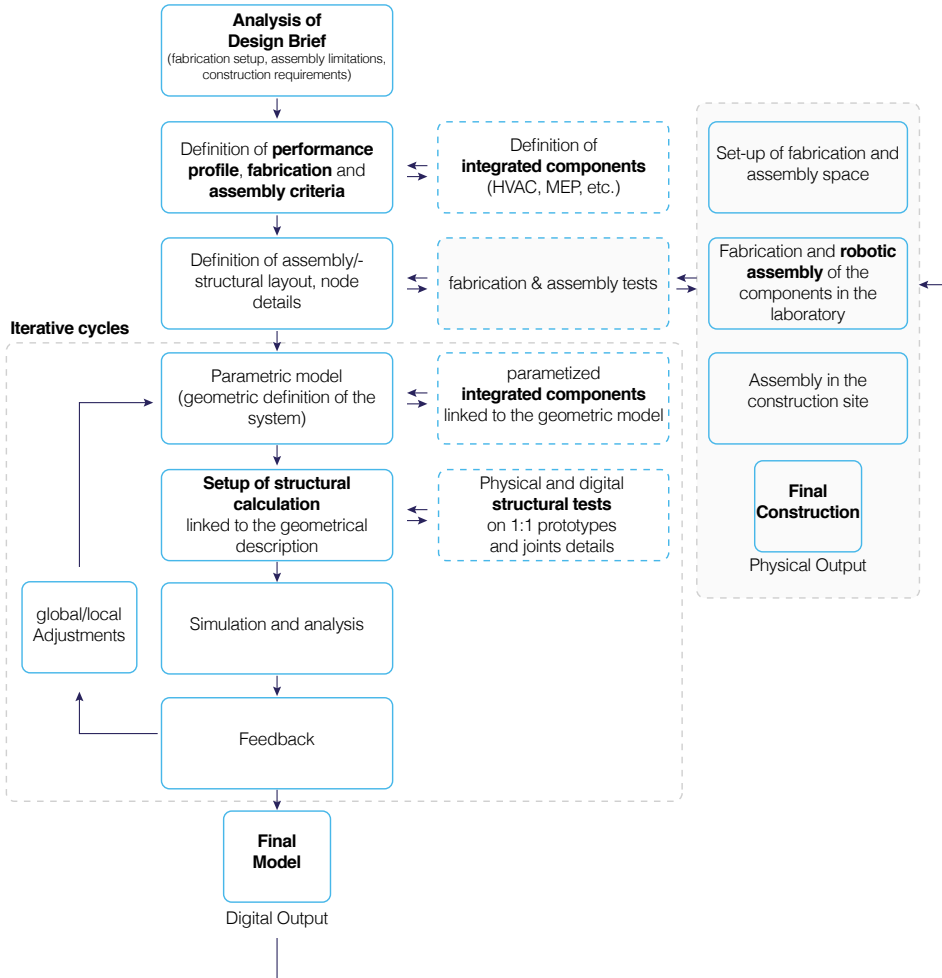 Analysis of
Design Brief
(fabrication setup, assembly limitations,
construction requirements)
Definition of performance
profile, fabrication and
assembly criteria
Definition of
integrated components
(HVAC, MEP, etc.)
Set-up of fabrication and
assembly space
Definition of assembly/-
structural layout, node
details
fabrication & assembly tests
Fabrication and robotic
assembly of the
components in the
laboratory
Iterative cycles
Parametric model
(geometric definition of the
system)
parametized
integrated components
linked to the geometric model
Assembly in the
construction site
Setup of structural calculation
linked to the geometrical
description
Physical and digital
structural tests
on 1:1 prototypes
and joints details
Final
Construction
Physical Output
global/local
Adjustments
Simulation and analysis
Feedback
Final
Model
Digital Output